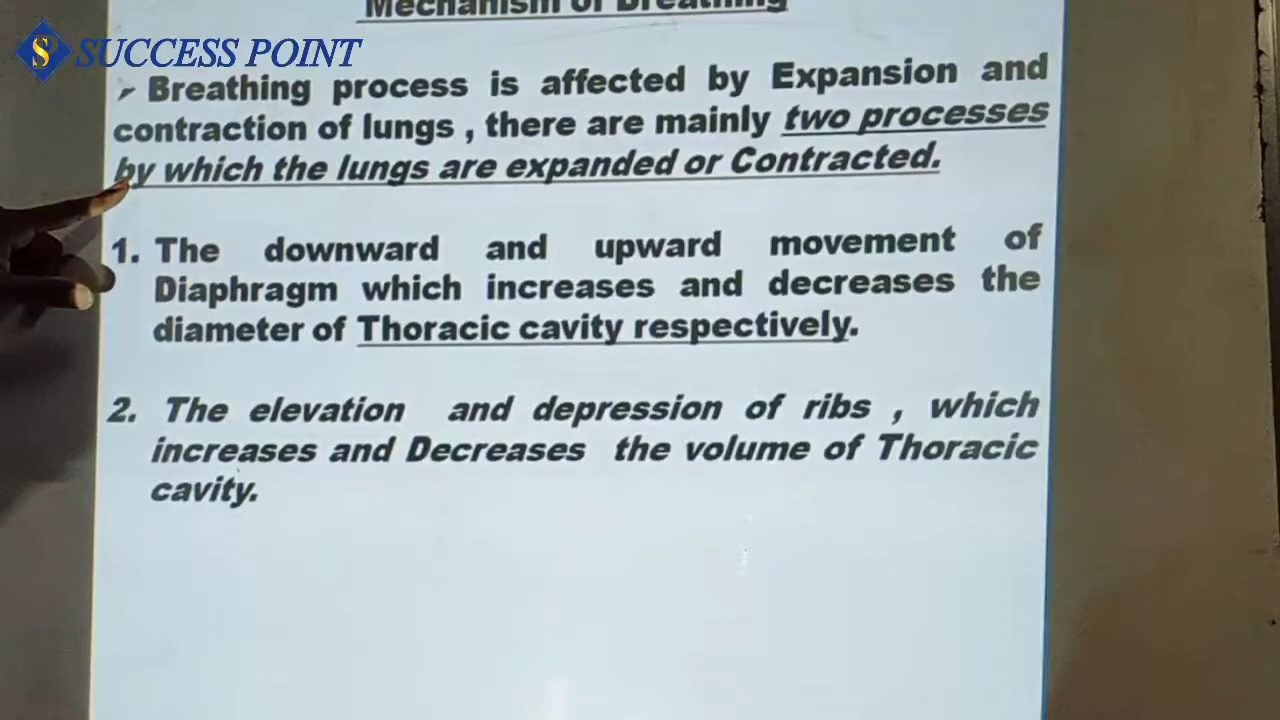 Mechanism of Breathing
SUCCESS POINT
➢ Breathing process is affected by Expansion and
contraction of lungs , there are mainly two processes
by which the lungs are expanded or Contracted.
1. The downward and upward movement of
Diaphragm which increases and decreases the
diameter of Thoracic cavity respectively.
2. The elevation and depression of ribs , which
increases and Decreases the volume of Thoracic
cavity.